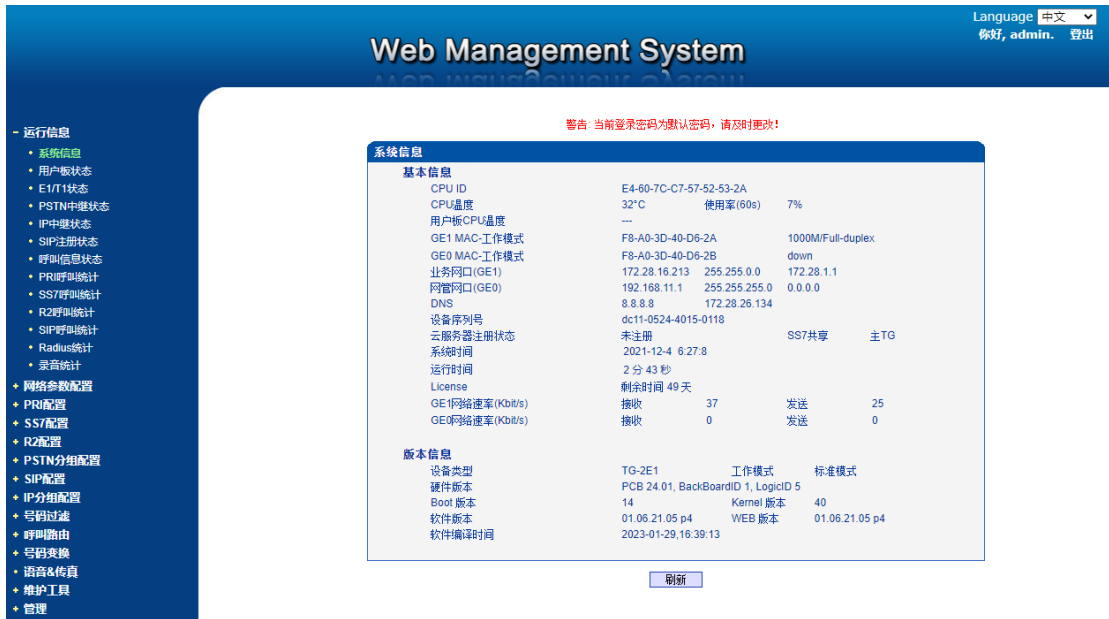 Language 中文
你好, admin. 登出
Web Management System
警告: 当前登录密码为默认密码，请及时更改!
− 运行信息
• 系统信息
• 用户板状态
• E1/T1状态
• PSTN中继状态
• IP中继状态
• SIP注册状态
• 呼叫信息状态
• PRI呼叫统计
• SS7呼叫统计
• R2呼叫统计
• SIP呼叫统计
• Radius统计
• 录音统计
+ 网络参数配置
+ PRI配置
+ SS7配置
+ R2配置
+ PSTN分组配置
+ SIP配置
+ IP分组配置
+ 号码过滤
+ 呼叫路由
+ 号码变换
• 语音&传真
+ 维护工具
+ 管理
系统信息
基本信息
CPU ID E4-60-7C-C7-57-52-53-2A
CPU温度 32°C 使用率(60s) 7%
用户板CPU温度 ---
GE1 MAC-工作模式 F8-A0-3D-40-D6-2A 1000M/Full-duplex
GE0 MAC-工作模式 F8-A0-3D-40-D6-2B down
业务网口(GE1) 172.28.16.213 255.255.0.0 172.28.1.1
网管网口(GE0) 192.168.11.1 255.255.255.0 0.0.0.0
DNS 8.8.8.8 172.28.26.134
设备序列号 dc11-0524-4015-0118
云服务器注册状态 未注册 SS7共享 主TG
系统时间 2021-12-4 6:27:8
运行时间 2 分 43 秒
License 剩余时间 49 天
GE1网络速率(Kbit/s) 接收 37 发送 25
GE0网络速率(Kbit/s) 接收 0 发送 0
版本信息
设备类型 TG-2E1 工作模式 标准模式
硬件版本 PCB 24.01, BackBoardID 1, LogicID 5
Boot 版本 14 Kernel 版本 40
软件版本 01.06.21.05 p4 WEB 版本 01.06.21.05 p4
软件编译时间 2023-01-29,16:39:13
刷新